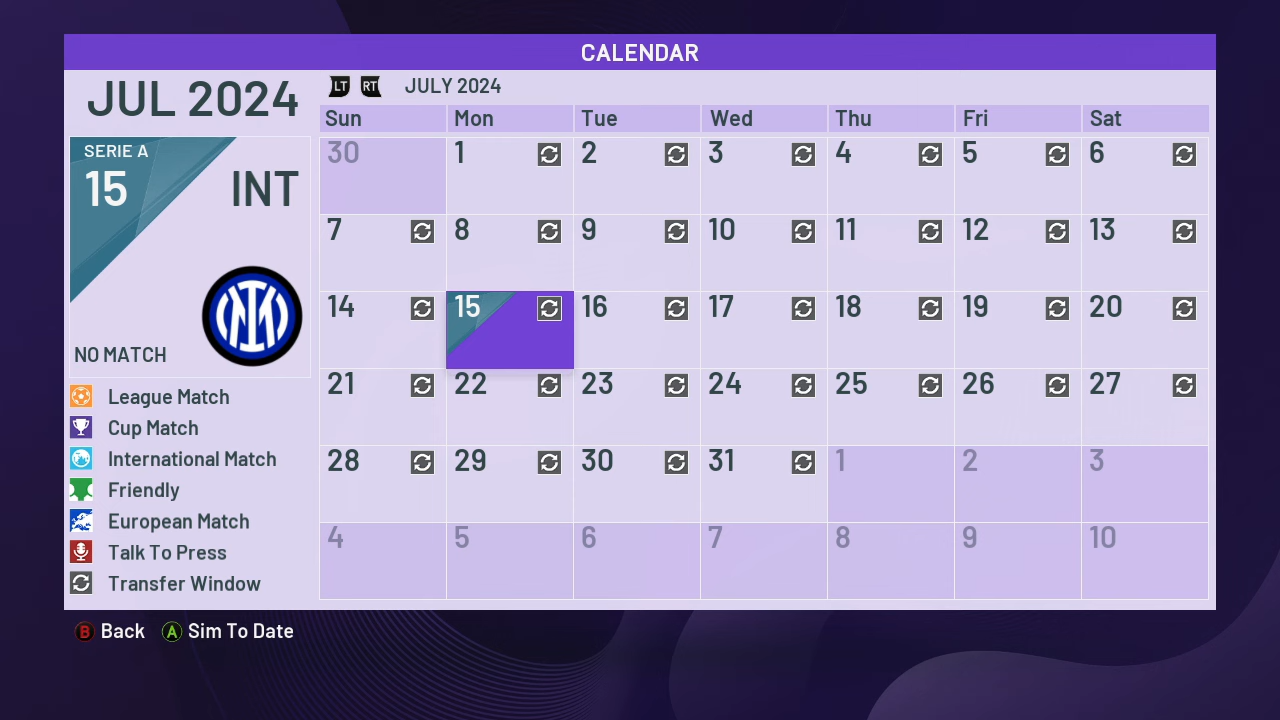 CALENDAR
JUL 2024
LT RT JULY 2024
Sun Mon Tue Wed Thu Fri Sat
SERIE A
15 INT
NO MATCH
30 1 2 3 4 5 6
7 8 9 10 11 12 13
14 15 16 17 18 19 20
21 22 23 24 25 26 27
28 29 30 31 1 2 3
4 5 6 7 8 9 10
League Match
Cup Match
International Match
Friendly
European Match
Talk To Press
Transfer Window
B Back A Sim To Date